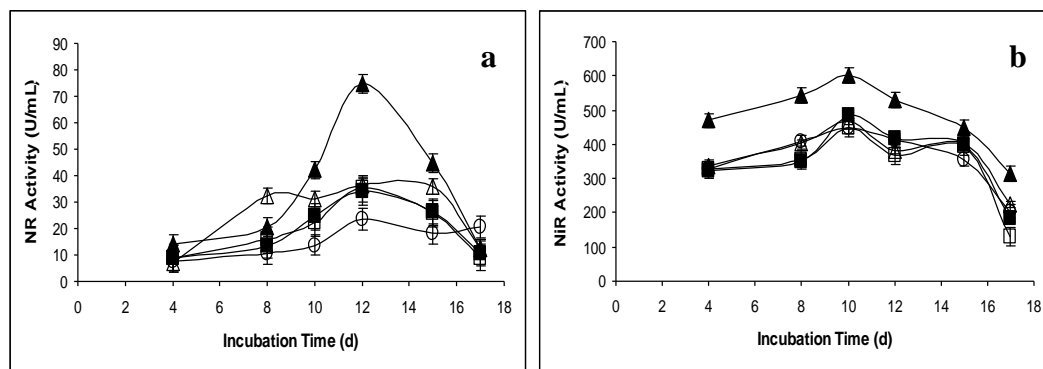 a
NR Activity (U/mL)
90
80
70
60
50
40
30
20
10
0
0 2 4 6 8 10 12 14 16 18
Incubation Time (d)
b
NiR Activity (U/mL)
700
600
500
400
300
200
100
0
0 2 4 6 8 10 12 14 16 18
Incubation Time (d)